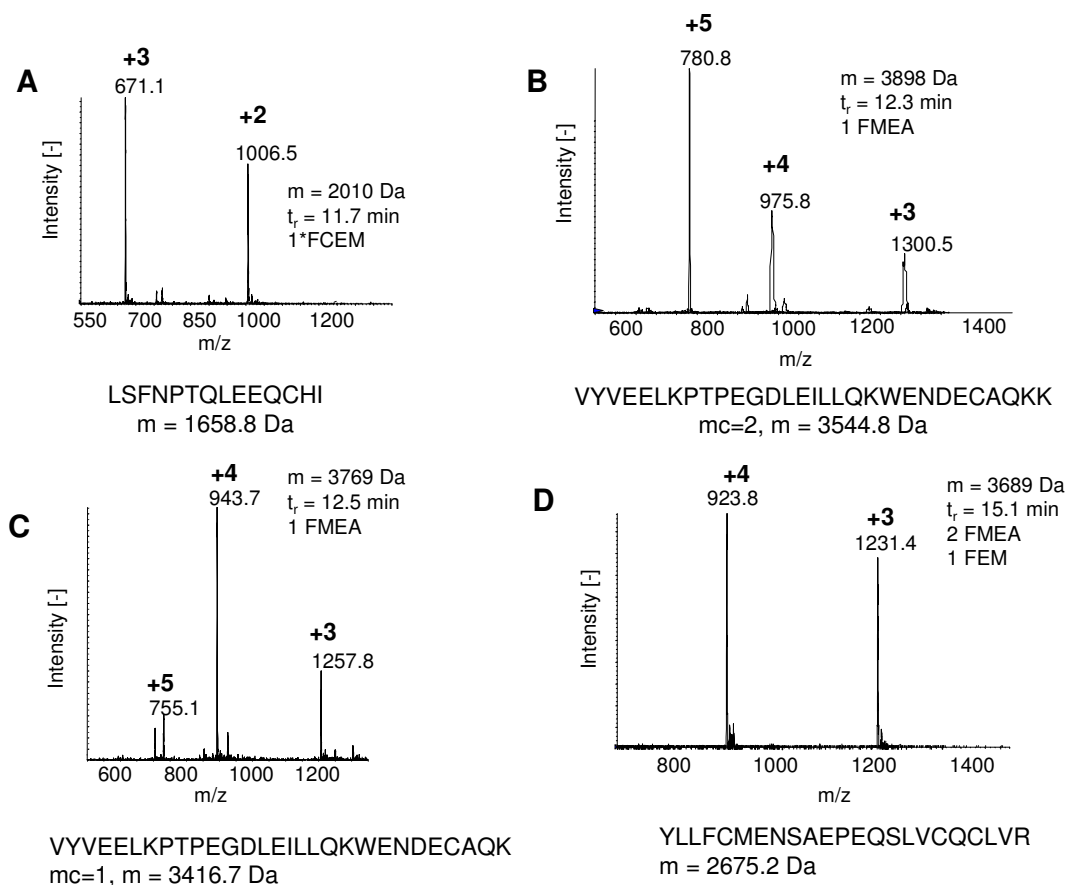 A
+3
671.1
+2
1006.5
m = 2010 Da
tr = 11.7 min
1*FCEM
Intensity [-]
550 700 850 1000 1200
m/z
LSFNPTQLEEQCHI
m = 1658.8 Da
B
+5
780.8
m = 3898 Da
tr = 12.3 min
1 FMEA
+4
975.8
+3
1300.5
Intensity [-]
600 800 1000 1200 1400
m/z
VYVEELKPTPEGDLEILLQKWENDECAQKK
mc=2, m = 3544.8 Da
C
+4
943.7
m = 3769 Da
tr = 12.5 min
1 FMEA
+3
1257.8
+5
755.1
Intensity [-]
600 800 1000 1200
m/z
VYVEELKPTPEGDLEILLQKWENDECAQK
mc=1, m = 3416.7 Da
D
+4
923.8
m = 3689 Da
tr = 15.1 min
2 FMEA
1 FEM
+3
1231.4
Intensity [-]
800 1000 1200 1400
m/z
YLLFCMENSAEPEQSLVCQCLVR
m = 2675.2 Da